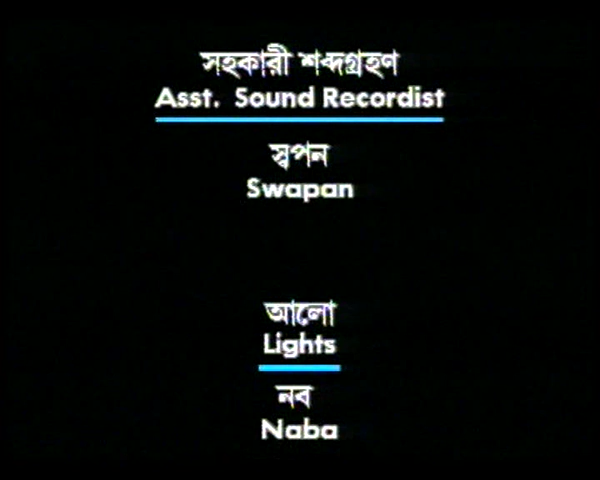 সহকারী শব্দগ্রহণ
Asst. Sound Recordist
স্বপন
Swapan
আলো
Lights
নব
Naba